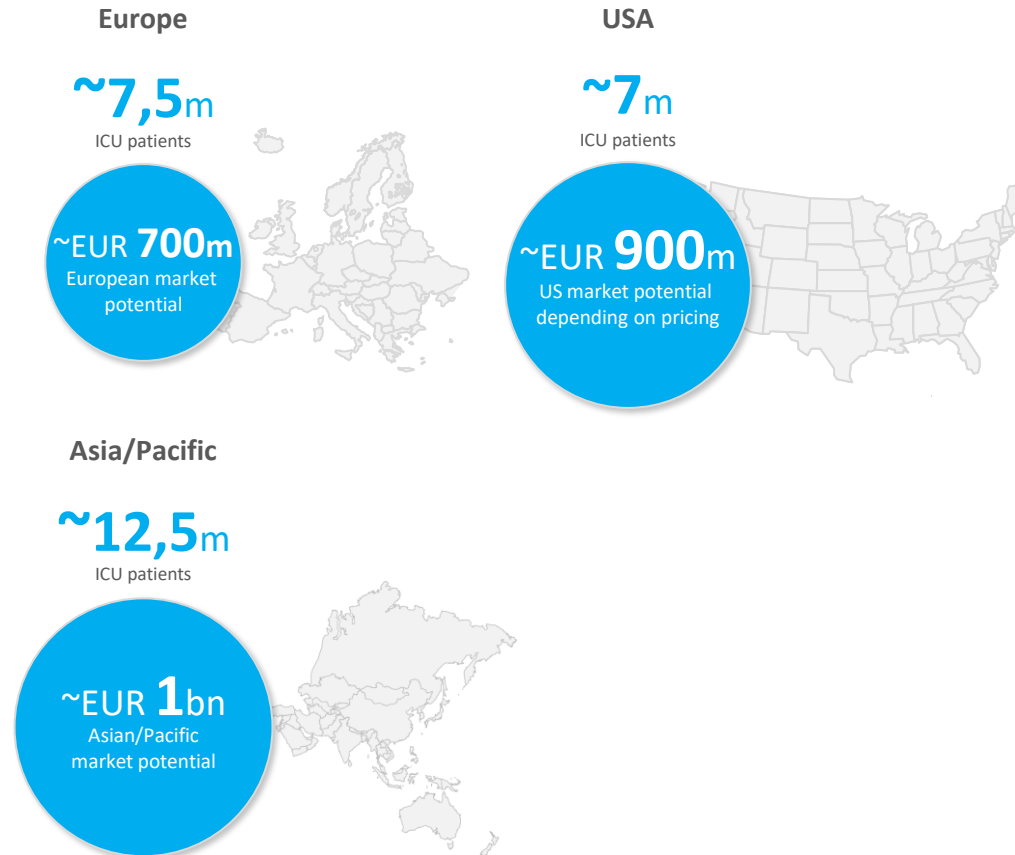 Europe
~7,5m
ICU patients
~EUR 700m
European market
potential
USA
~7m
ICU patients
~EUR 900m
US market potential
depending on pricing
Asia/Pacific
~12,5m
ICU patients
~EUR 1bn
Asian/Pacific
market potential